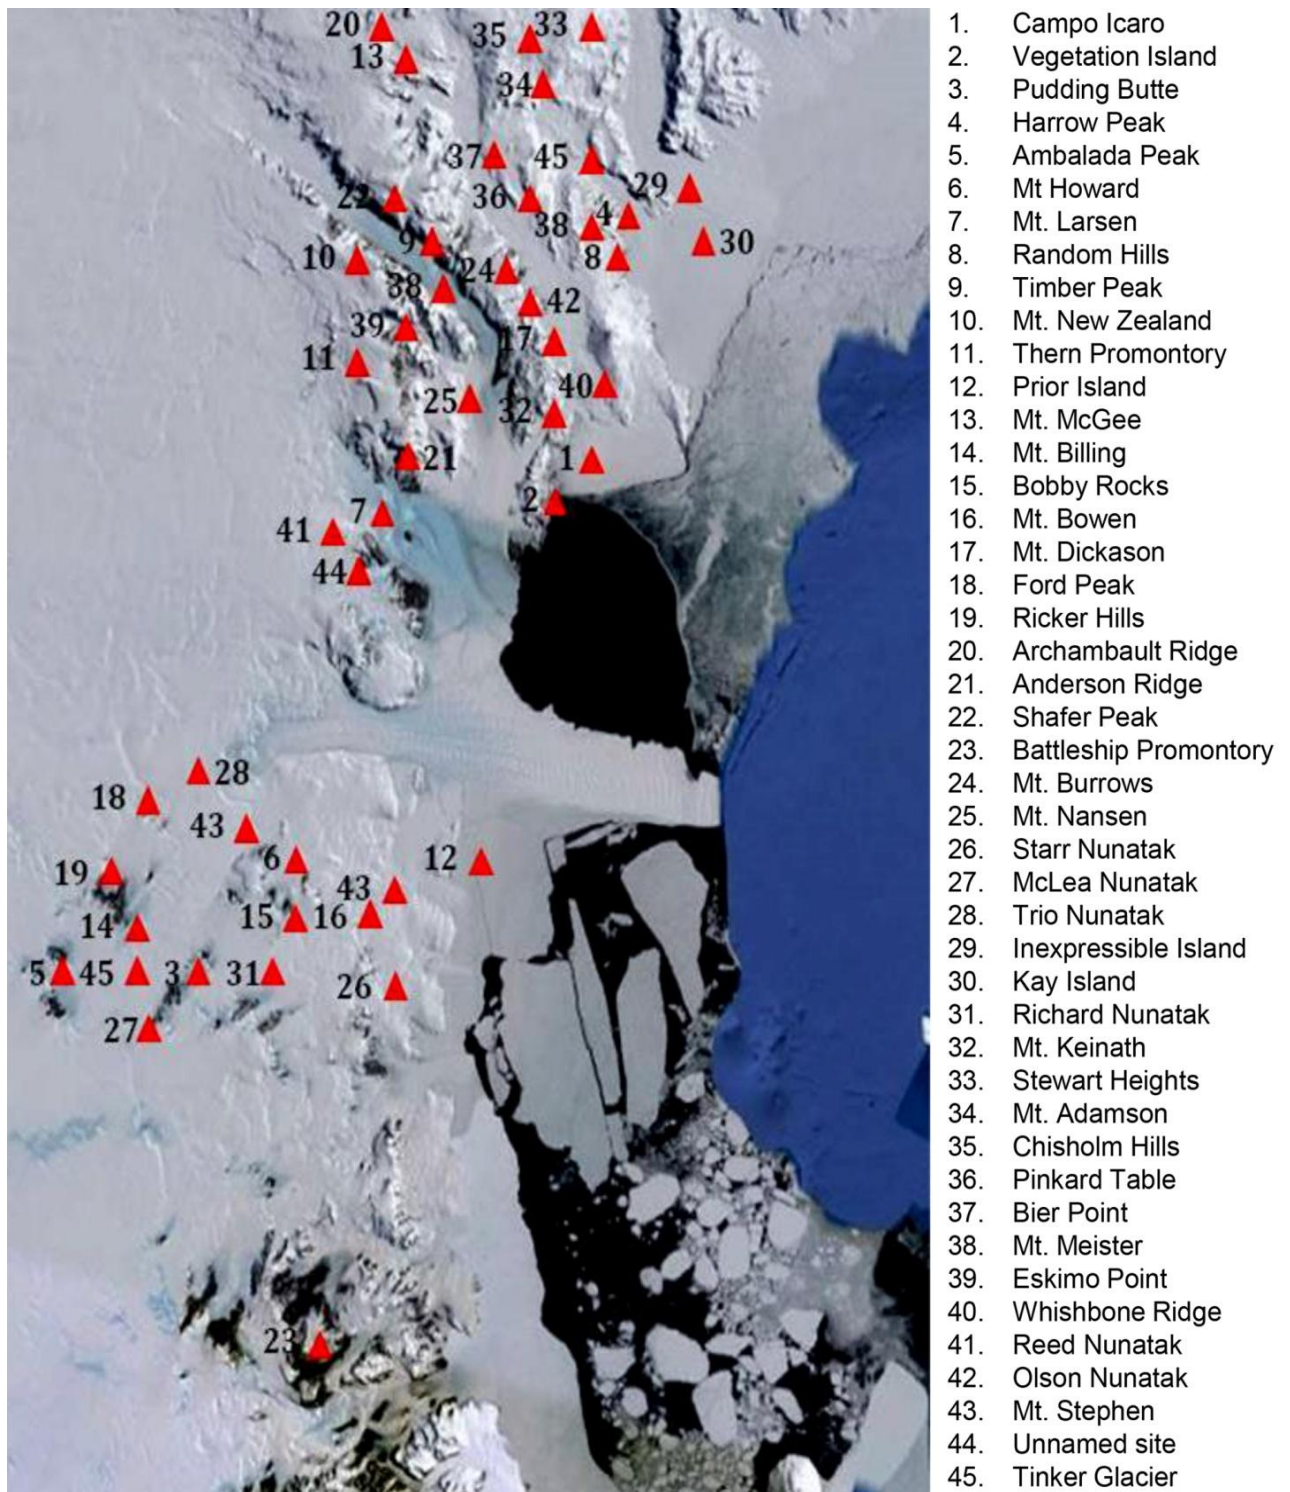 20
35
33
13
34
37
45
29
22
36
4
38
30
9
8
10
24
38
42
39
17
11
40
25
32
21
1
2
7
41
44
28
18
43
6
12
19
43
15
16
14
5
45
3
31
26
27
23
1. Campo Icaro
2. Vegetation Island
3. Pudding Butte
4. Harrow Peak
5. Ambalada Peak
6. Mt Howard
7. Mt. Larsen
8. Random Hills
9. Timber Peak
10. Mt. New Zealand
11. Thern Promontory
12. Prior Island
13. Mt. McGee
14. Mt. Billing
15. Bobby Rocks
16. Mt. Bowen
17. Mt. Dickason
18. Ford Peak
19. Ricker Hills
20. Archambault Ridge
21. Anderson Ridge
22. Shafer Peak
23. Battleship Promontory
24. Mt. Burrows
25. Mt. Nansen
26. Starr Nunatak
27. McLea Nunatak
28. Trio Nunatak
29. Inexpressible Island
30. Kay Island
31. Richard Nunatak
32. Mt. Keinath
33. Stewart Heights
34. Mt. Adamson
35. Chisholm Hills
36. Pinkard Table
37. Bier Point
38. Mt. Meister
39. Eskimo Point
40. Whishbone Ridge
41. Reed Nunatak
42. Olson Nunatak
43. Mt. Stephen
44. Unnamed site
45. Tinker Glacier